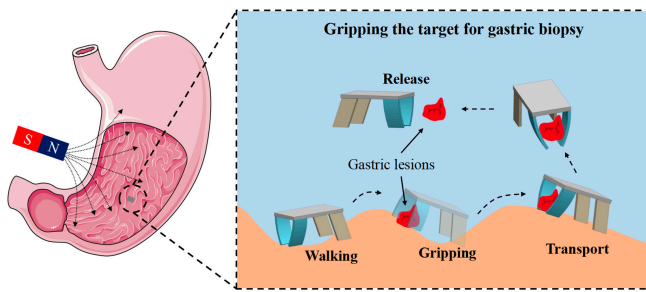 Gripping the target for gastric biopsy
Release
S N
Gastric lesions
Walking
Gripping
Transport